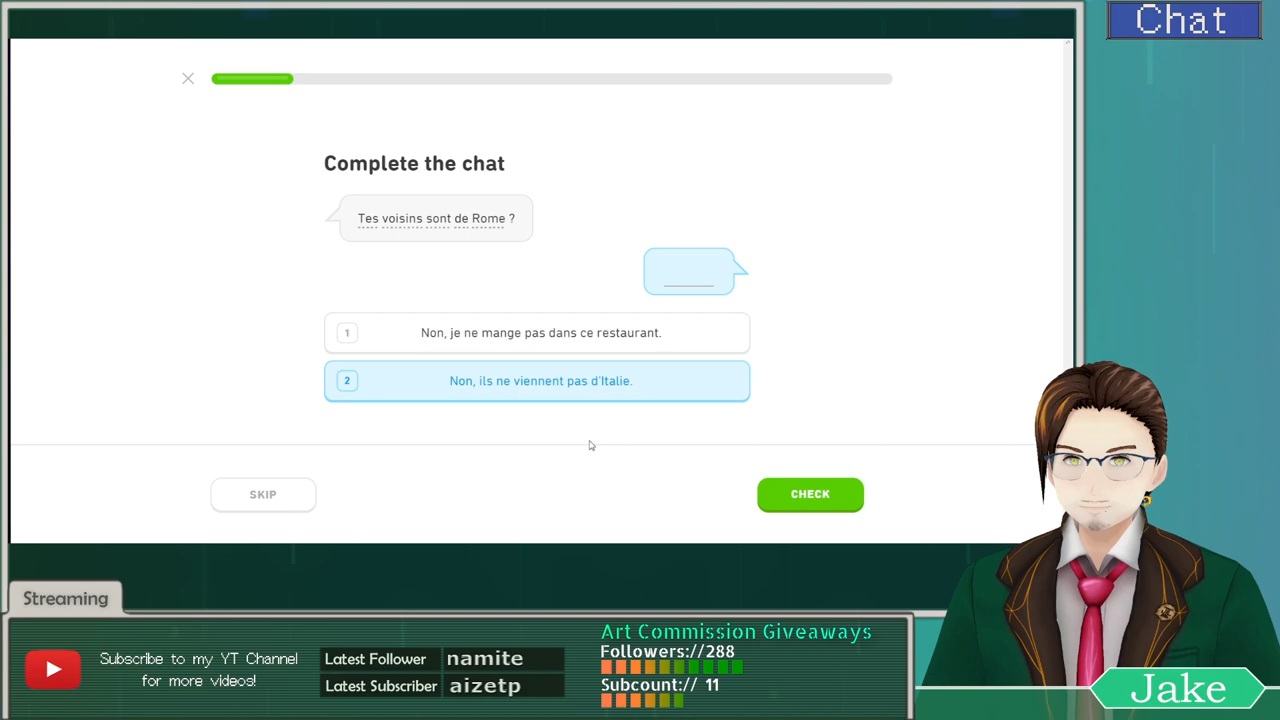 Chat
Complete the chat
Tes voisins sont de Rome ?
1 Non, je ne mange pas dans ce restaurant.
2 Non, ils ne viennent pas d'Italie.
SKIP
CHECK
Streaming
Subscribe to my YT Channel
for more videos!
Latest Follower namite
Latest Subscriber aizetp
Art Commission Giveaways
Followers://288
Subcount:// 11
Jake